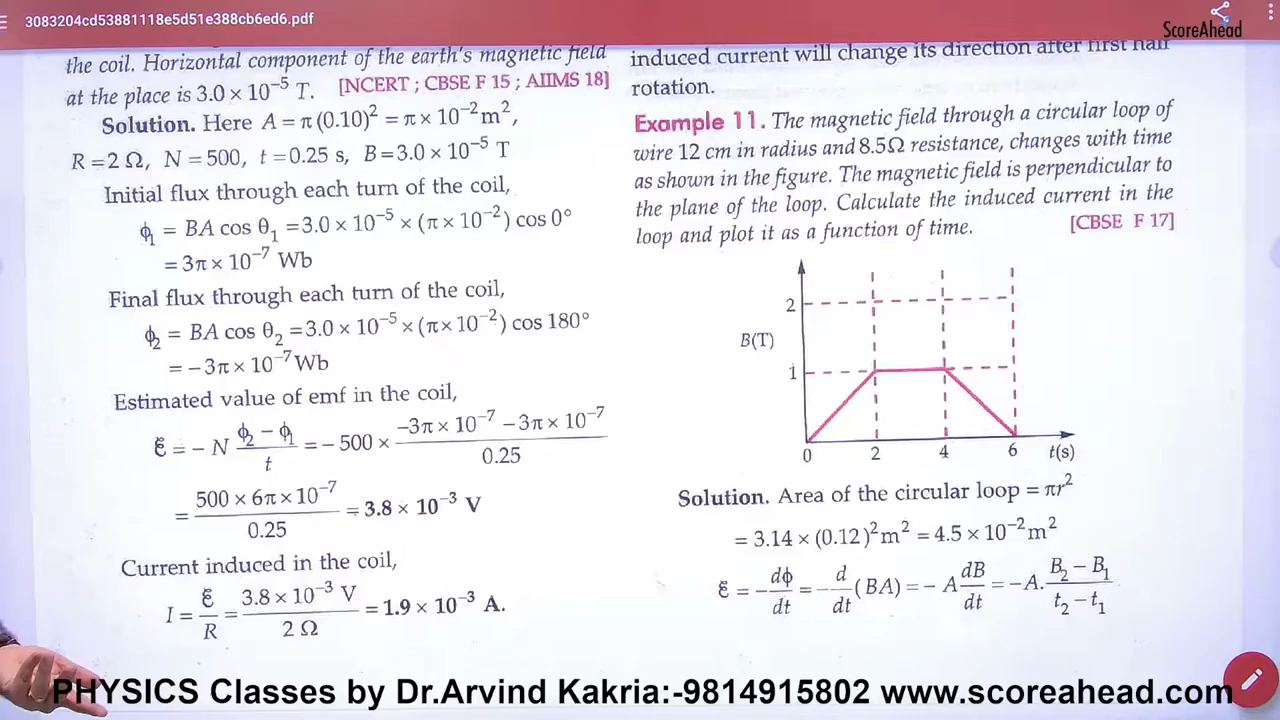 3083204cd53881118e5d51e388cb6ed6.pdf
ScoreAhead
the coil. Horizontal component of the earth's magnetic field
at the place is 3.0 × 10⁻⁵ T. [NCERT ; CBSE F 15 ; AIIMS 18]
Solution. Here A = π (0.10)² = π × 10⁻² m²,
R = 2 Ω, N = 500, t = 0.25 s, B = 3.0 × 10⁻⁵ T
Initial flux through each turn of the coil,
ϕ₁ = BA cos θ₁ = 3.0 × 10⁻⁵ × (π × 10⁻²) cos 0°
= 3π × 10⁻⁷ Wb
Final flux through each turn of the coil,
ϕ₂ = BA cos θ₂ = 3.0 × 10⁻⁵ × (π × 10⁻²) cos 180°
= −3π × 10⁻⁷ Wb
Estimated value of emf in the coil,
ℰ = − N (ϕ₂ − ϕ₁)/t = − 500 × (−3π × 10⁻⁷ − 3π × 10⁻⁷)/0.25
= (500 × 6π × 10⁻⁷)/0.25 = 3.8 × 10⁻³ V
Current induced in the coil,
I = ℰ/R = (3.8 × 10⁻³ V)/(2 Ω) = 1.9 × 10⁻³ A.
induced current will change its direction after first half
rotation.
Example 11. The magnetic field through a circular loop of
wire 12 cm in radius and 8.5Ω resistance, changes with time
as shown in the figure. The magnetic field is perpendicular to
the plane of the loop. Calculate the induced current in the
loop and plot it as a function of time. [CBSE F 17]
2
B(T)
1
0 2 4 6 t(s)
Solution. Area of the circular loop = πr²
= 3.14 × (0.12)² m² = 4.5 × 10⁻² m²
ℰ = − dϕ/dt = − d/dt (BA) = − A dB/dt = − A. (B₂ − B₁)/(t₂ − t₁)
PHYSICS Classes by Dr.Arvind Kakria:-9814915802 www.scoreahead.com